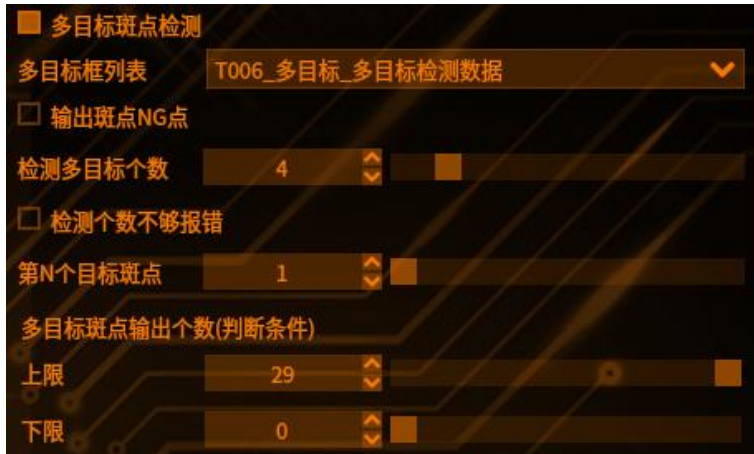 多目标斑点检测
多目标框列表 T006_多目标_多目标检测数据
输出斑点NG点
检测多目标个数 4
检测个数不够报错
第N个目标斑点 1
多目标斑点输出个数(判断条件)
上限 29
下限 0